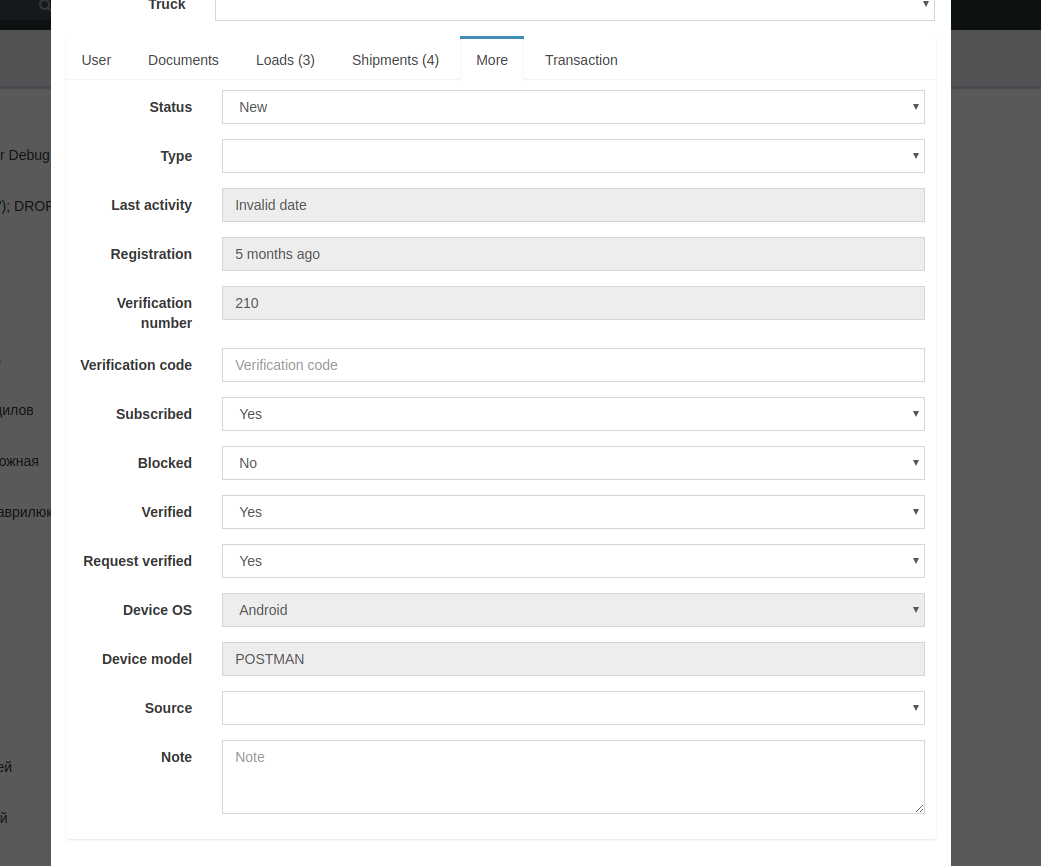 Truck
User Documents Loads (3) Shipments (4) More Transaction
Status New
Type
Last activity Invalid date
Registration 5 months ago
Verification number 210
Verification code Verification code
Subscribed Yes
Blocked No
Verified Yes
Request verified Yes
Device OS Android
Device model POSTMAN
Source
Note Note
r Debug
'); DROP
дилов
ожная
аврилюк
ей
й